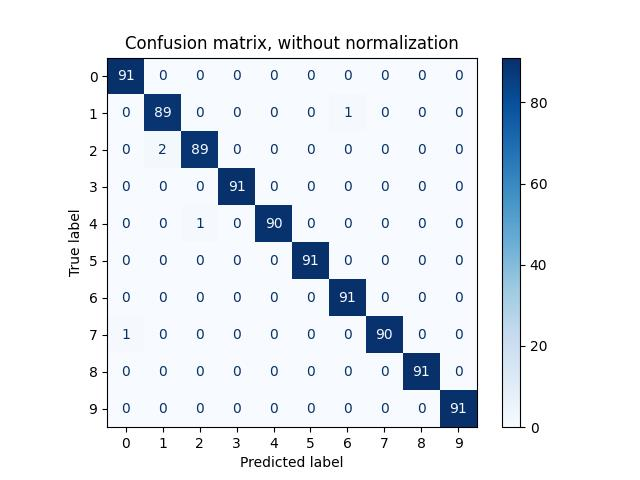 Confusion matrix, without normalization
0 91 0 0 0 0 0 0 0 0 0
1 0 89 0 0 0 0 1 0 0 0
80
2 0 2 89 0 0 0 0 0 0 0
3 0 0 0 91 0 0 0 0 0 0
60
4 0 0 1 0 90 0 0 0 0 0
True label
5 0 0 0 0 0 91 0 0 0 0
40
6 0 0 0 0 0 0 91 0 0 0
7 1 0 0 0 0 0 0 90 0 0
20
8 0 0 0 0 0 0 0 0 91 0
9 0 0 0 0 0 0 0 0 0 91
0
0 1 2 3 4 5 6 7 8 9
Predicted label